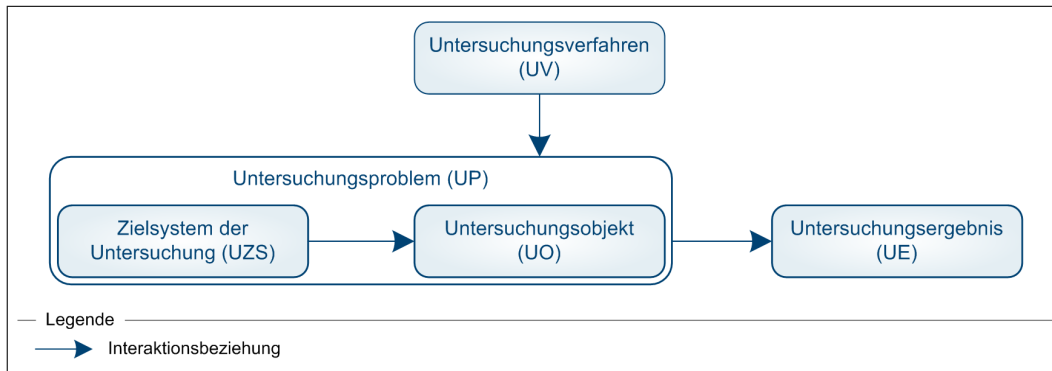 Untersuchungsverfahren
(UV)
Untersuchungsproblem (UP)
Zielsystem der
Untersuchung (UZS)
Untersuchungsobjekt
(UO)
Untersuchungsergebnis
(UE)
Legende
Interaktionsbeziehung